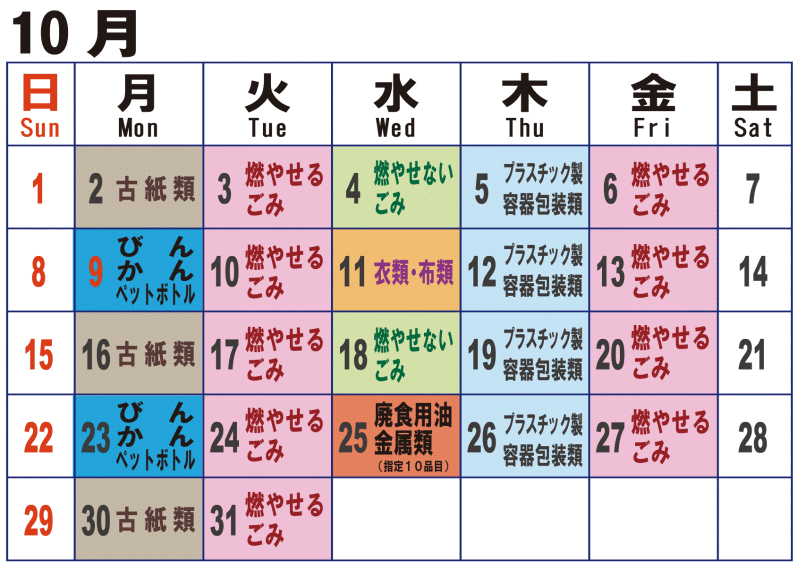 10 月
日 月 火 水 木 金 土
Sun Mon Tue Wed Thu Fri Sat
1
2 古紙類
3 燃やせる
ごみ
4 燃やせない
ごみ
5 プラスチック製
容器包装類
6 燃やせる
ごみ
7
8
9 びん
かん
ペットボトル
10 燃やせる
ごみ
11 衣類・布類
12 プラスチック製
容器包装類
13 燃やせる
ごみ
14
15
16 古紙類
17 燃やせる
ごみ
18 燃やせない
ごみ
19 プラスチック製
容器包装類
20 燃やせる
ごみ
21
22
23 びん
かん
ペットボトル
24 燃やせる
ごみ
25 廃食用油
金属類
(指定10品目)
26 プラスチック製
容器包装類
27 燃やせる
ごみ
28
29
30 古紙類
31 燃やせる
ごみ